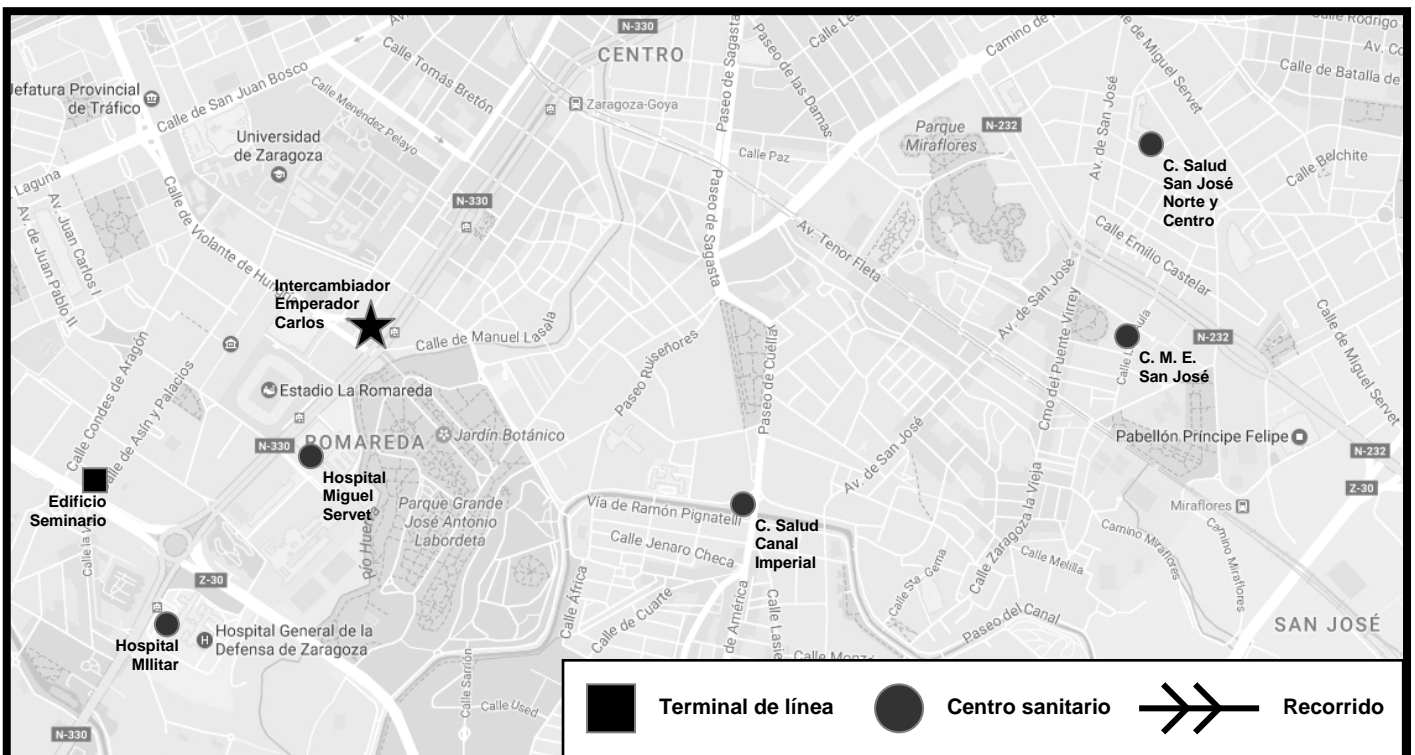 N-330
CENTRO
Calle Tomás Bretón
Calle de San Juan Bosco
Calle Menéndez Pelayo
Jefatura Provincial
de Tráfico
Universidad
de Zaragoza
Laguna
Av. Juan Carlos I
Av. de Juan Pablo II
Calle de Violante de Hungría
N-330
Zaragoza-Goya
Paseo de Sagasta
Paseo de las Damas
Camino de
Calle de Miguel Servet
Calle Rodrigo
Calle de Batalla de
Parque
Miraflores
N-232
Av. de San José
Calle Paz
Paseo de Sagasta
C. Salud
San José
Norte y
Centro
Calle Belchite
Calle Emilio Castelar
Av. Tenor Fleta
Intercambiador
Emperador
Carlos
Calle de Manuel Lasala
Av. de San José
Cmo del Puente Virrey
N-232
Calle de Miguel Servet
C. M. E.
San José
Calle Condes de Aragón
Calle de Asín y Palacios
Estadio La Romareda
Paseo Ruiseñores
Paseo de Cuéllar
ROMAREDA
Jardín Botánico
N-330
Pabellón Príncipe Felipe
N-232
Z-30
Edificio
Seminario
Hospital
Miguel
Servet
Parque Grande
José Antonio
Labordeta
Río Huerva
Vía de Ramón Pignatelli
Calle Jenaro Checa
C. Salud
Canal
Imperial
Av. de San José
Calle Zaragoza la Vieja
Miraflores
Camino Miraflores
Camino Miraflores
Calle Melilla
Calle Sta. Gema
Paseo del Canal
SAN JOSÉ
Z-30
Hospital
MIlitar
Hospital General de la
Defensa de Zaragoza
Calle África
Calle de Cuarte
de América
Calle Sarrión
Calle Used
N-330
Terminal de línea
Centro sanitario
Recorrido